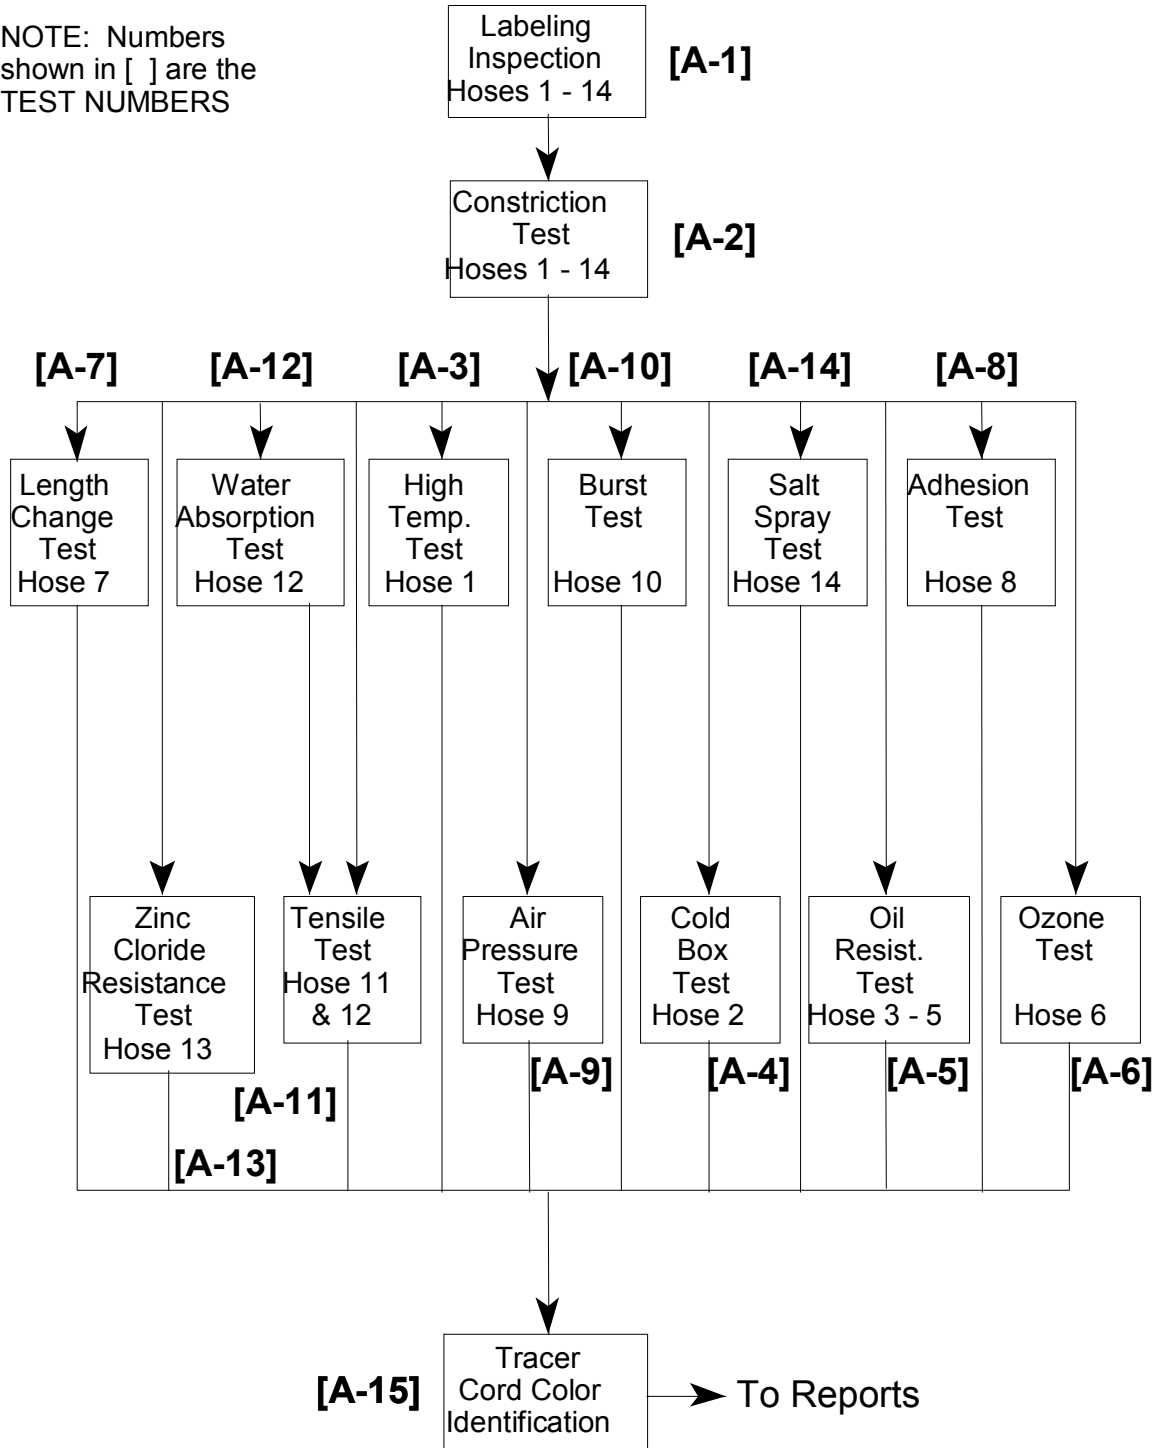 NOTE: Numbers
shown in [ ] are the
TEST NUMBERS
Labeling
Inspection
Hoses 1 - 14
[A-1]
Constriction
Test
Hoses 1 - 14
[A-2]
[A-7]
[A-12]
[A-3]
[A-10]
[A-14]
[A-8]
Length
Change
Test
Hose 7
Water
Absorption
Test
Hose 12
High
Temp.
Test
Hose 1
Burst
Test
Hose 10
Salt
Spray
Test
Hose 14
Adhesion
Test
Hose 8
Zinc
Cloride
Resistance
Test
Hose 13
Tensile
Test
Hose 11
& 12
Air
Pressure
Test
Hose 9
Cold
Box
Test
Hose 2
Oil
Resist.
Test
Hose 3 - 5
Ozone
Test
Hose 6
[A-9]
[A-4]
[A-5]
[A-6]
[A-11]
[A-13]
[A-15]
Tracer
Cord Color
Identification
To Reports